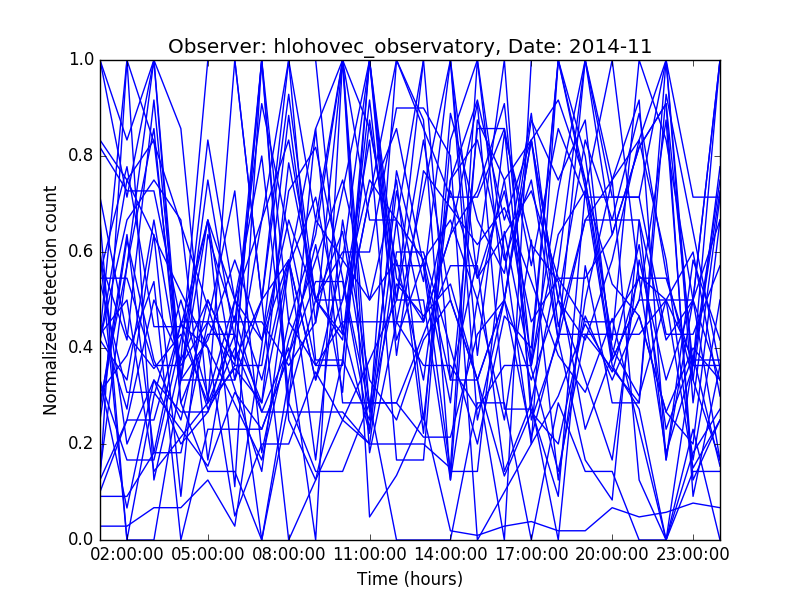 Observer: hlohovec_observatory, Date: 2014-11
1.0
0.8
0.6
0.4
0.2
0.0
Normalized detection count
02:00:00 05:00:00 08:00:00 11:00:00 14:00:00 17:00:00 20:00:00 23:00:00
Time (hours)